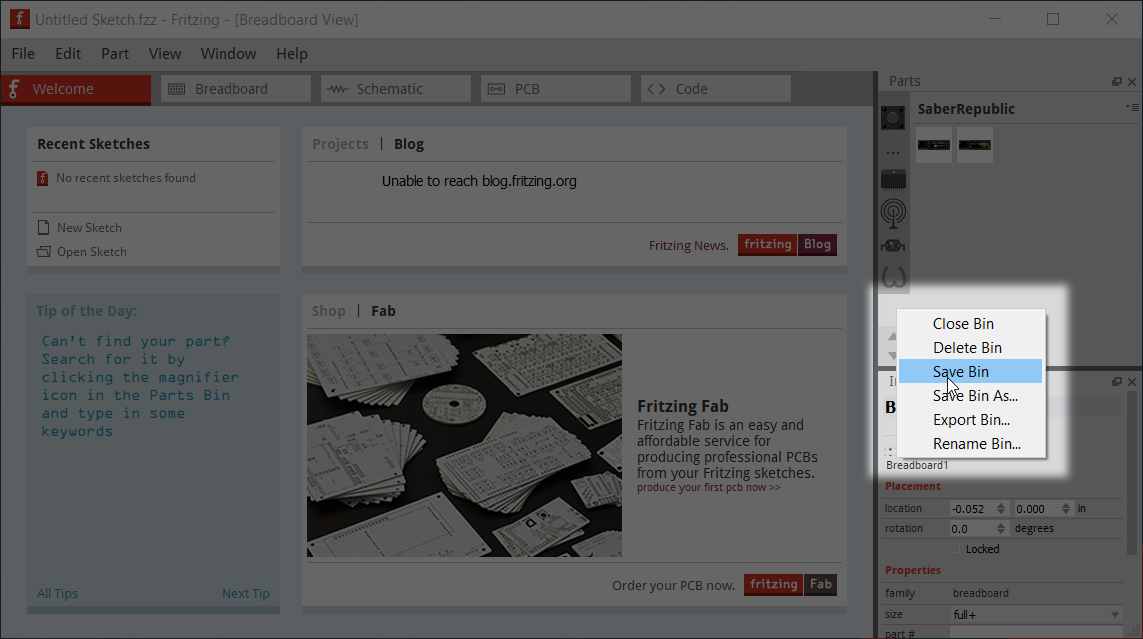 Untitled Sketch.fzz - Fritzing - [Breadboard View]
File Edit Part View Window Help
Welcome
Breadboard
Schematic
PCB
Code
Recent Sketches
No recent sketches found
New Sketch
Open Sketch
Projects
Blog
Unable to reach blog.fritzing.org
Fritzing News.
fritzing Blog
Tip of the Day:
Can't find your part?
Search for it by
clicking the magnifier
icon in the Parts Bin
and type in some
keywords
All Tips
Next Tip
Shop
Fab
Fritzing Fab
Fritzing Fab is an easy and
affordable service for
producing professional PCBs
from your Fritzing sketches.
produce your first pcb now >>
Order your PCB now.
fritzing Fab
Parts
SaberRepublic
Close Bin
Delete Bin
Save Bin
Save Bin As...
Export Bin...
Rename Bin...
Breadboard1
Placement
location -0.052 0.000 in
rotation 0.0 degrees
Locked
Properties
family breadboard
size full+
part #